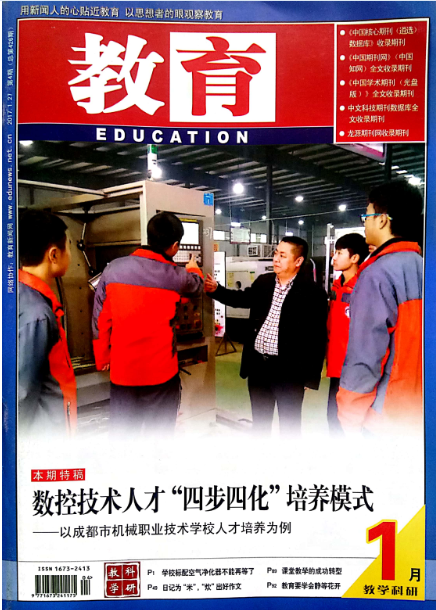 用新闻人的心贴近教育 以思想者的眼观察教育
教育
EDUCATION
●《中国核心期刊（遴选）
数据库》收录期刊
●《中国期刊网》（中国
知网）全文收录期刊
●《中国学术期刊（光盘
版）》全文收录期刊
●中文科技期刊数据库全
文收录期刊
●龙源期刊网收录期刊
网络协作：教育新闻网 www.edunews.net.cn 2017.1.27 第4期（总第426期）
本期特稿
数控技术人才“四步四化”培养模式
——以成都市机械职业技术学校人才培养为例
1月
教学科研
ISSN 1673-2413
04
9 771673 241173
教科
学研
P1 学校标配空气净化器不能再等了
P40 日记为“米”，“炊”出好作文
P80 课堂教学的成功转型
P92 教育要学会静等花开